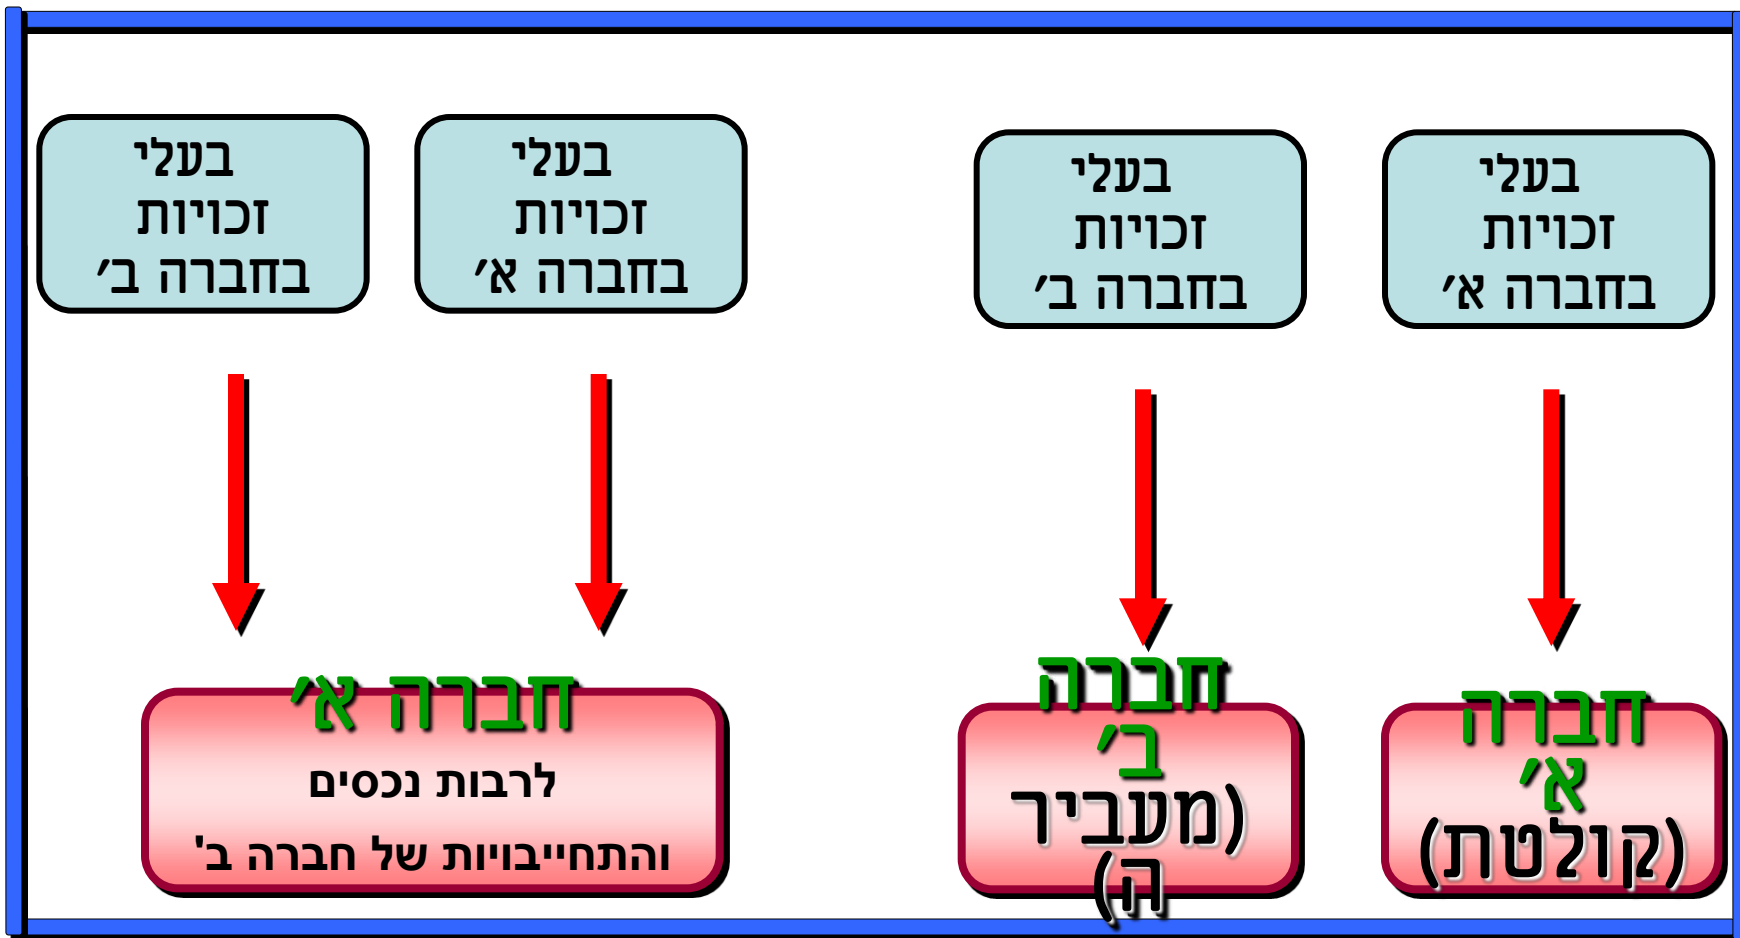 בעלי
זכויות
בחברה א׳
בעלי
זכויות
בחברה ב׳
בעלי
זכויות
בחברה א׳
בעלי
זכויות
בחברה ב׳
חברה
א׳
(קולטת)
חברה
ב׳
(מעביר
ה)
חברה א׳
לרבות נכסים
והתחייבויות של חברה ב'